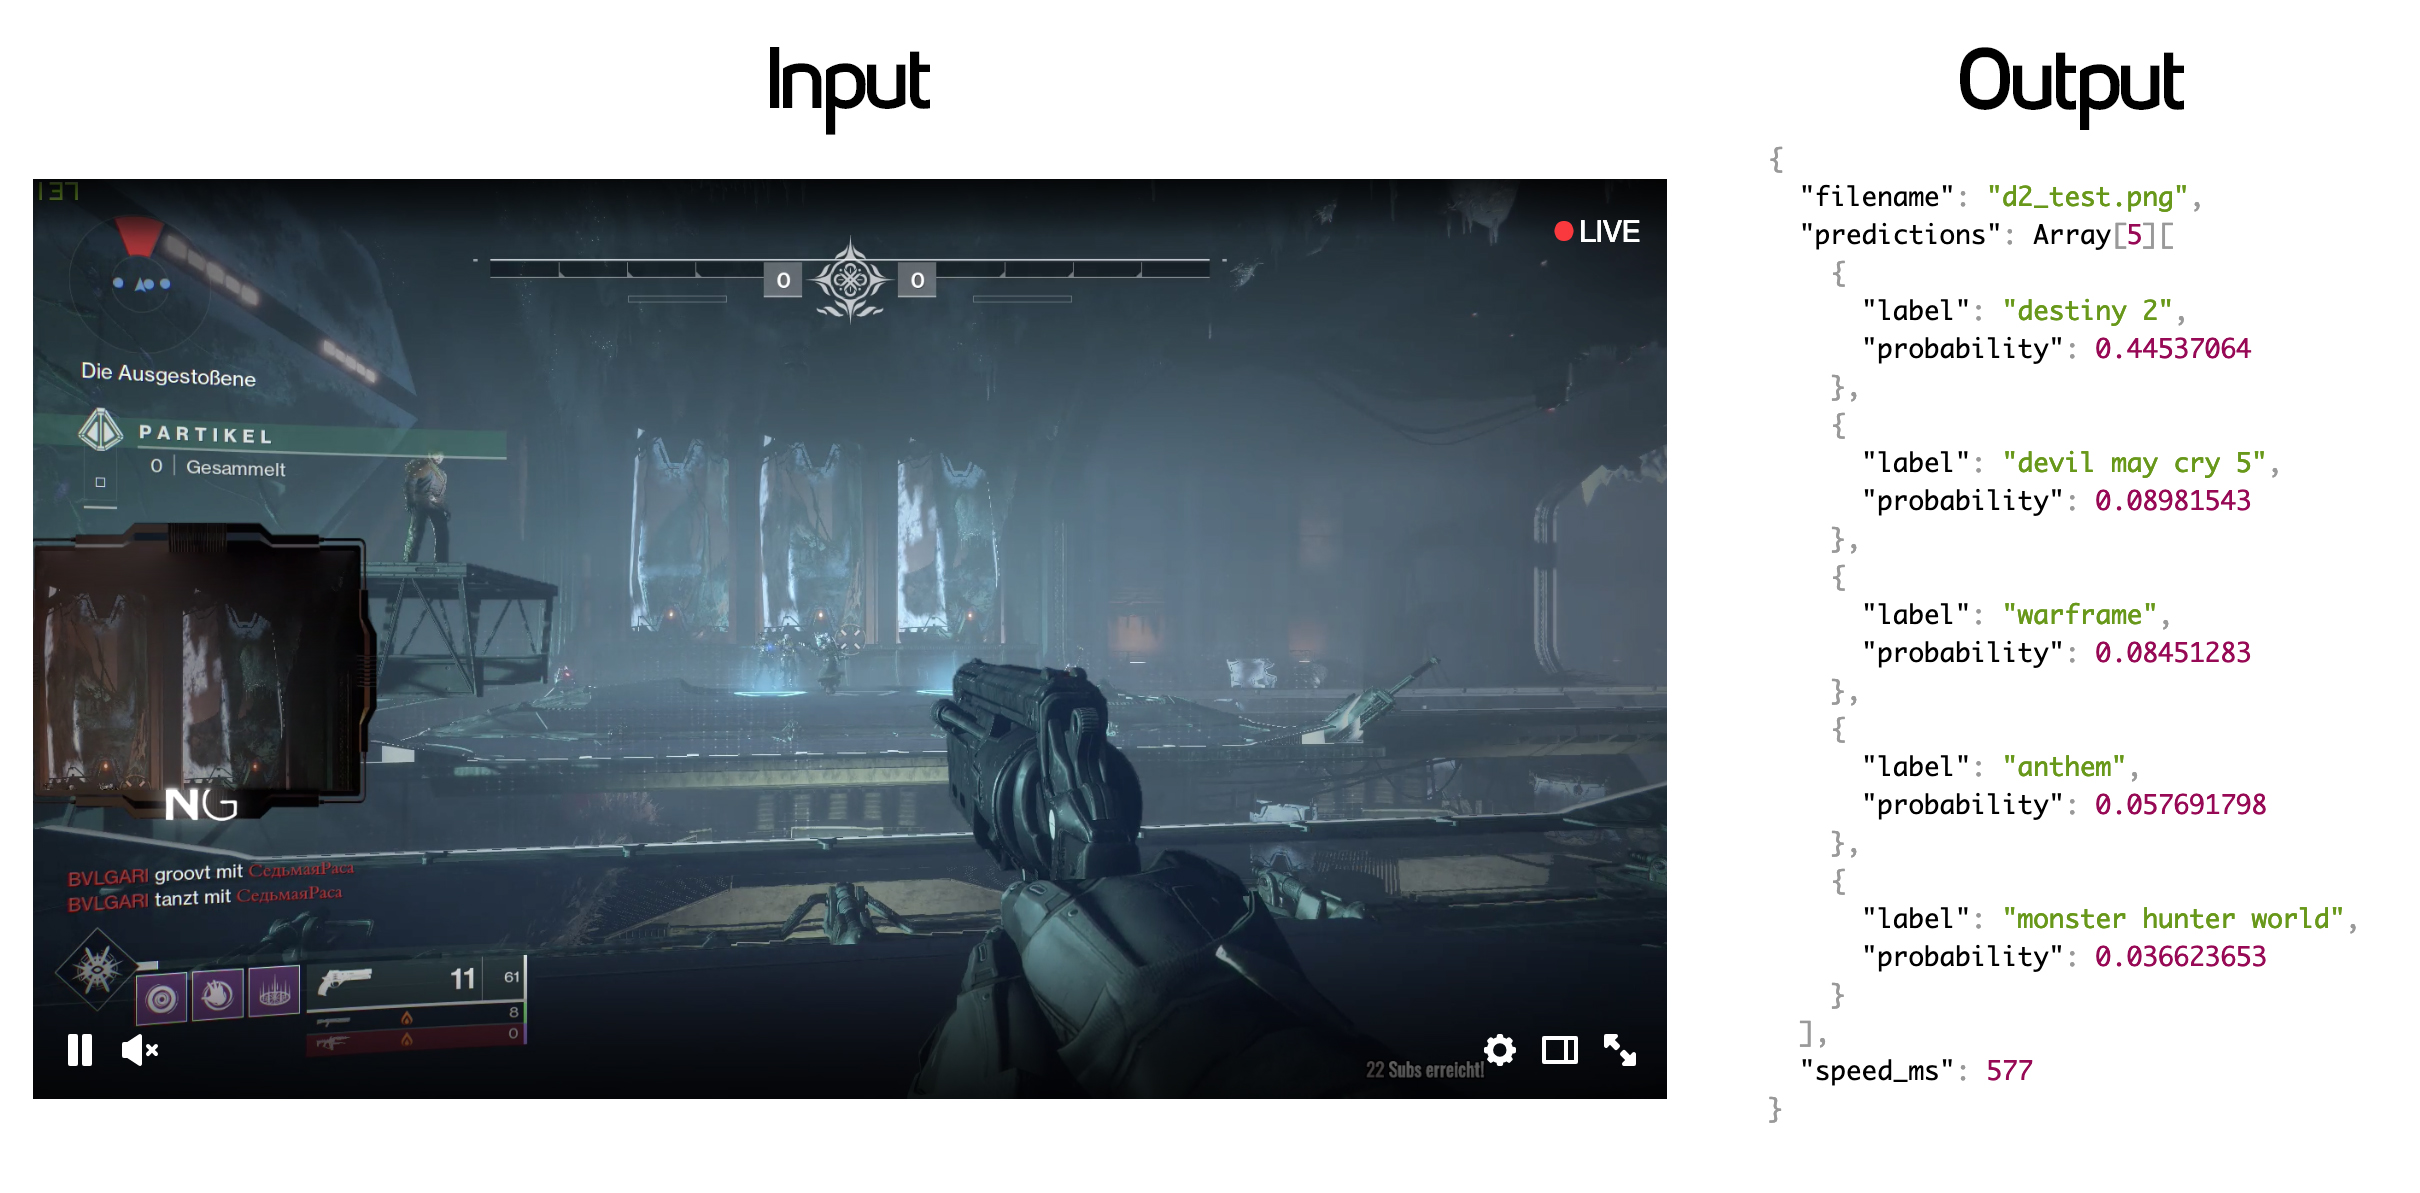 Input
Output
137
LIVE
0
0
Die Ausgestoßene
PARTIKEL
0 | Gesammelt
NG
BVLGARI groovt mit СедьмаяРаса
BVLGARI tanzt mit СедьмаяРаса
11
61
8
0
22 Subs erreicht!
{
"filename": "d2_test.png",
"predictions": Array[5][
{
"label": "destiny 2",
"probability": 0.44537064
},
{
"label": "devil may cry 5",
"probability": 0.08981543
},
{
"label": "warframe",
"probability": 0.08451283
},
{
"label": "anthem",
"probability": 0.057691798
},
{
"label": "monster hunter world",
"probability": 0.036623653
}
],
"speed_ms": 577
}